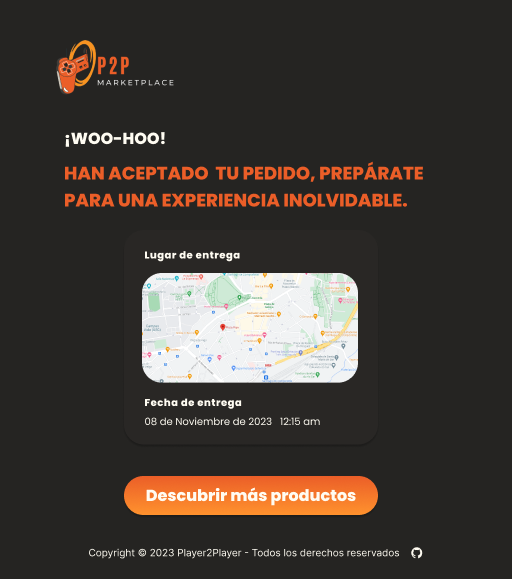 P2P
MARKETPLACE
¡WOO-HOO!
HAN ACEPTADO TU PEDIDO, PREPÁRATE
PARA UNA EXPERIENCIA INOLVIDABLE.
Lugar de entrega
Fecha de entrega
08 de Noviembre de 2023 12:15 am
Descubrir más productos
Copyright © 2023 Player2Player - Todos los derechos reservados